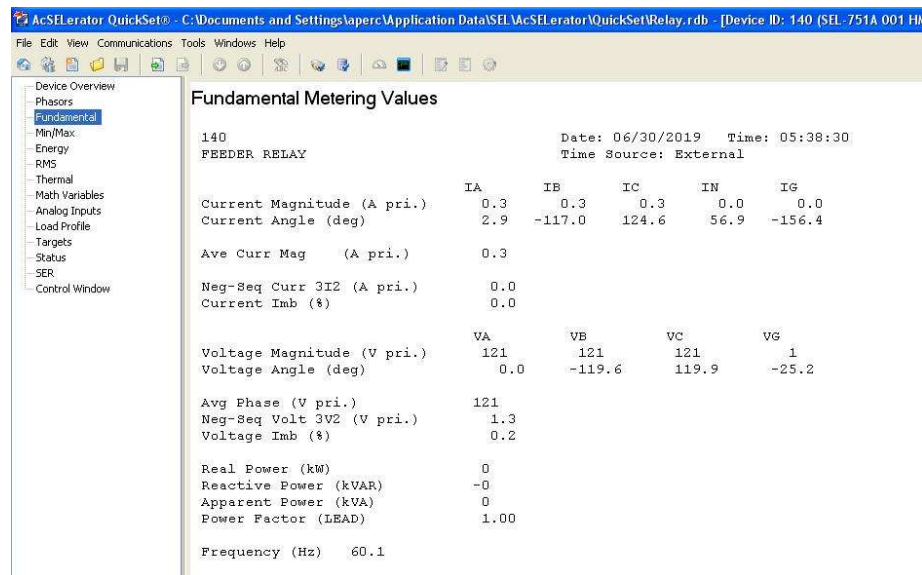 AcSELerator QuickSet® - C:\Documents and Settings\aperc\Application Data\SEL\AcSELerator\QuickSet\Relay.rdb - [Device ID: 140 (SEL-751A 001 HM
File Edit View Communications Tools Windows Help
Device Overview
Phasors
Fundamental
Min/Max
Energy
RMS
Thermal
Math Variables
Analog Inputs
Load Profile
Targets
Status
SER
Control Window
Fundamental Metering Values
140 Date: 06/30/2019 Time: 05:38:30
FEEDER RELAY Time Source: External
IA IB IC IN IG
Current Magnitude (A pri.) 0.3 0.3 0.3 0.0 0.0
Current Angle (deg) 2.9 -117.0 124.6 56.9 -156.4
Ave Curr Mag (A pri.) 0.3
Neg-Seq Curr 3I2 (A pri.) 0.0
Current Imb (%) 0.0
VA VB VC VG
Voltage Magnitude (V pri.) 121 121 121 1
Voltage Angle (deg) 0.0 -119.6 119.9 -25.2
Avg Phase (V pri.) 121
Neg-Seq Volt 3V2 (V pri.) 1.3
Voltage Imb (%) 0.2
Real Power (kW) 0
Reactive Power (kVAR) -0
Apparent Power (kVA) 0
Power Factor (LEAD) 1.00
Frequency (Hz) 60.1